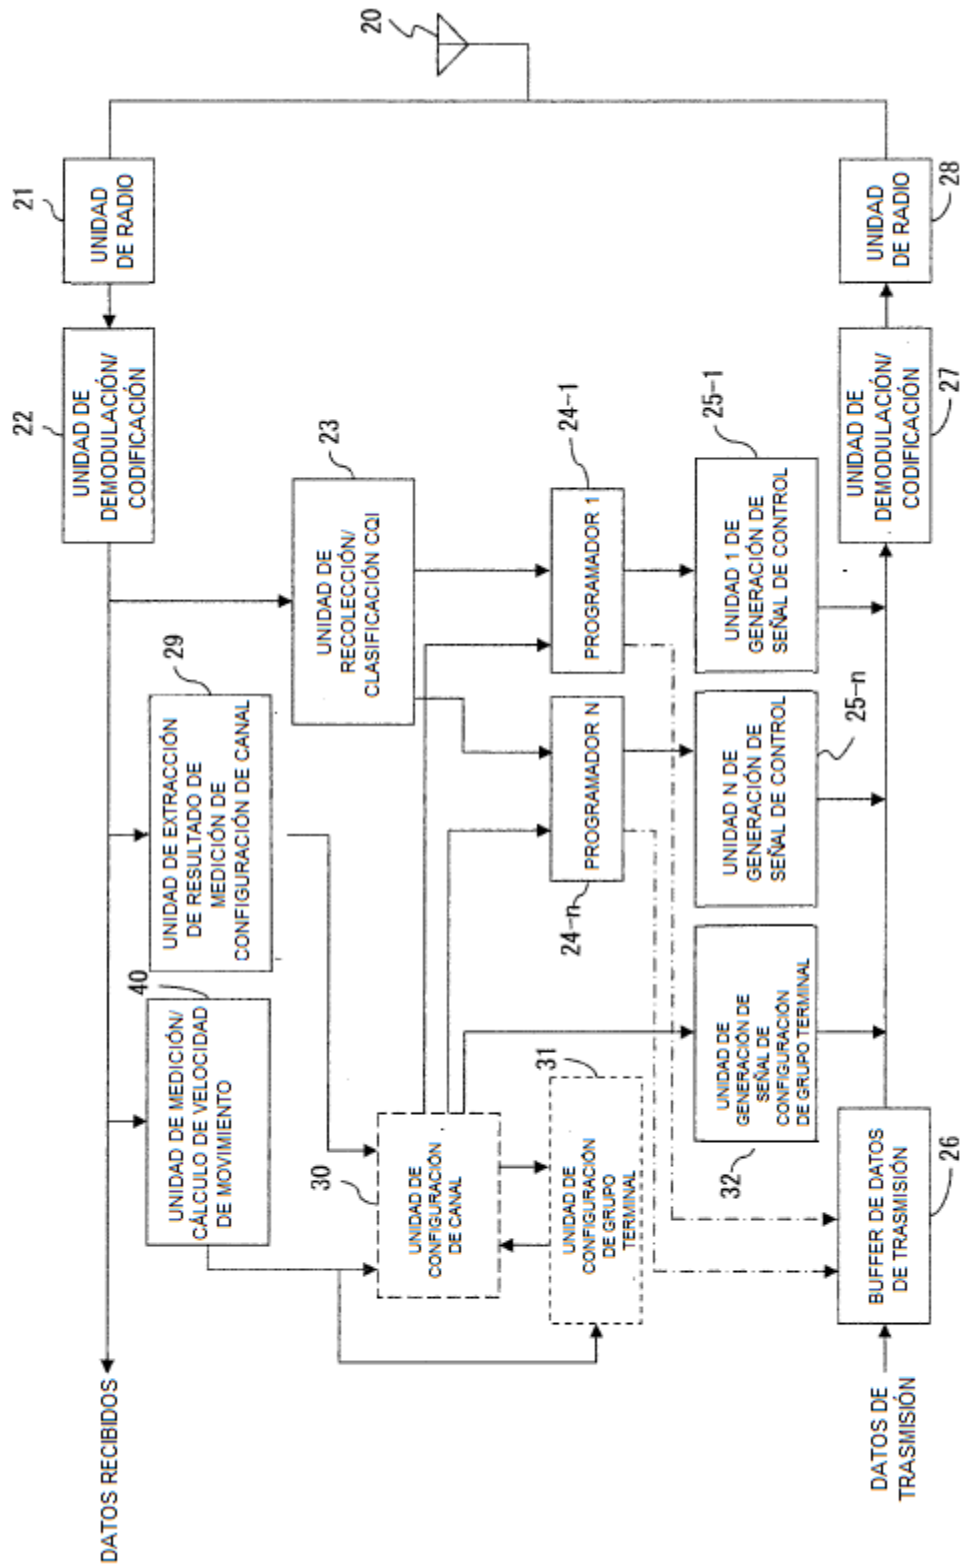 20
21
UNIDAD
DE RADIO
28
UNIDAD
DE RADIO
22
UNIDAD DE
DEMODULACIÓN/
CODIFICACIÓN
27
UNIDAD DE
DEMODULACIÓN/
CODIFICACIÓN
23
UNIDAD DE
RECOLECCIÓN/
CLASIFICACIÓN CQI
24-1
PROGRAMADOR 1
25-1
UNIDAD 1 DE
GENERACIÓN DE
SEÑAL DE CONTROL
29
UNIDAD DE EXTRACCIÓN
DE RESULTADO DE
MEDICIÓN DE
CONFIGURACIÓN DE CANAL
24-n
PROGRAMADOR N
25-n
UNIDAD N DE
GENERACIÓN DE
SEÑAL DE CONTROL
40
UNIDAD DE MEDICIÓN/
CÁLCULO DE VELOCIDAD
DE MOVIMIENTO
30
UNIDAD DE
CONFIGURACIÓN
DE CANAL
31
UNIDAD DE
CONFIGURACIÓN
DE GRUPO
TERMINAL
32
UNIDAD DE
GENERACIÓN DE
SEÑAL DE
CONFIGURACIÓN
DE GRUPO TERMINAL
26
BUFFER DE DATOS
DE TRASMISIÓN
DATOS RECIBIDOS
DATOS DE
TRASMISIÓN